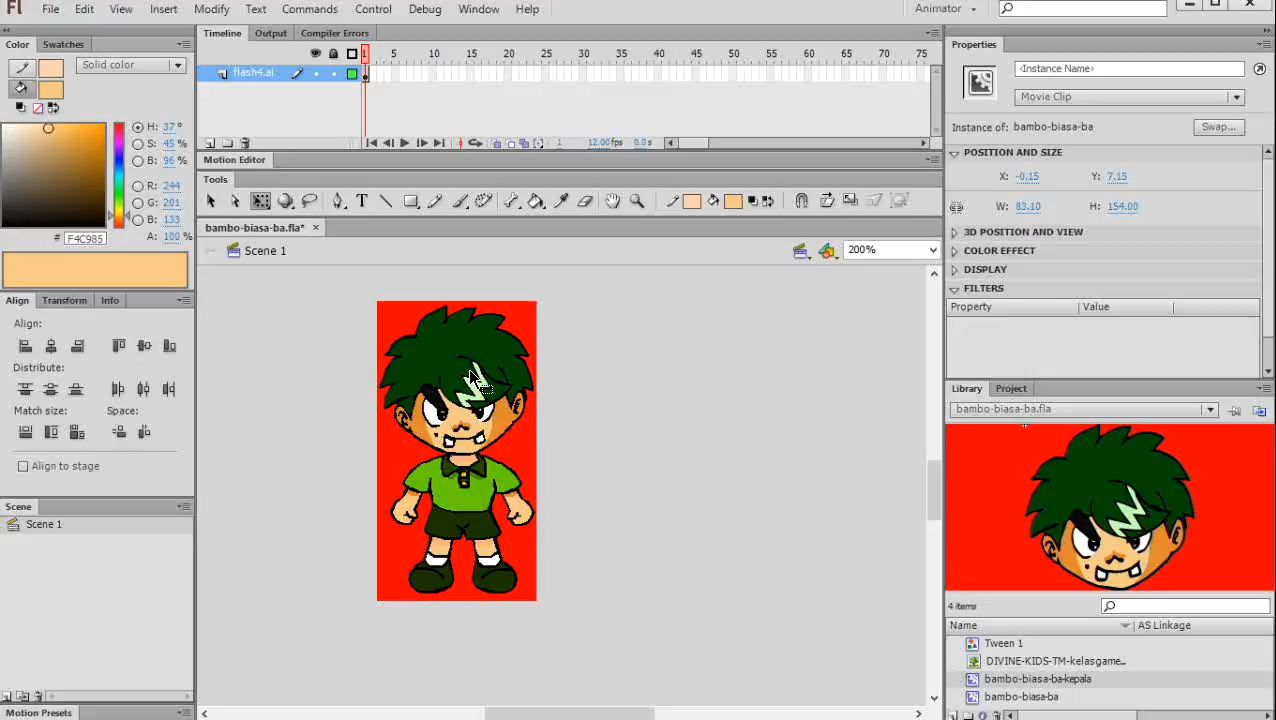 Fl File Edit View Insert Modify Text Commands Control Debug Window Help Animator
Color Swatches Timeline Output Compiler Errors Properties
Solid color 1 5 10 15 20 25 30 35 40 45 50 55 60 65 70 75 <Instance Name>
flash4.ai Movie Clip
H: 37 ° Instance of: bambo-biasa-ba Swap...
S: 45 % 1 12.00fps 0.0s POSITION AND SIZE
B: 96 % Motion Editor X: -0.15 Y: 7.15
R: 244 Tools W: 83.10 H: 154.00
G: 201
B: 133 bambo-biasa-ba.fla* × 3D POSITION AND VIEW
# F4C985 A: 100 % Scene 1 200% COLOR EFFECT
DISPLAY
Align Transform Info FILTERS
Align: Property Value
Distribute:
Match size: Space: Library Project
bambo-biasa-ba.fla
Align to stage
Scene
Scene 1
4 items
Name AS Linkage
Tween 1
DIVINE-KIDS-TM-kelasgame...
bambo-biasa-ba-kepala
bambo-biasa-ba
Motion Presets